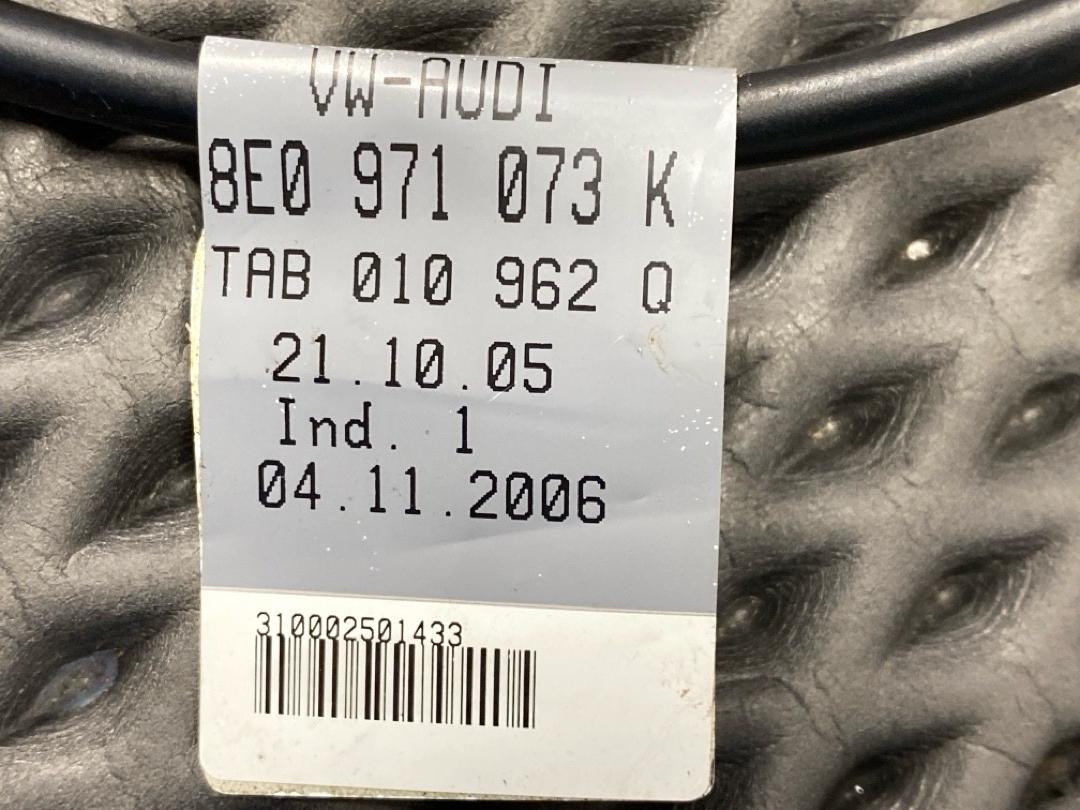 VW-AUDI
8E0 971 073 K
TAB 010 962 Q
21.10.05
Ind. 1
04.11.2006
310002501433